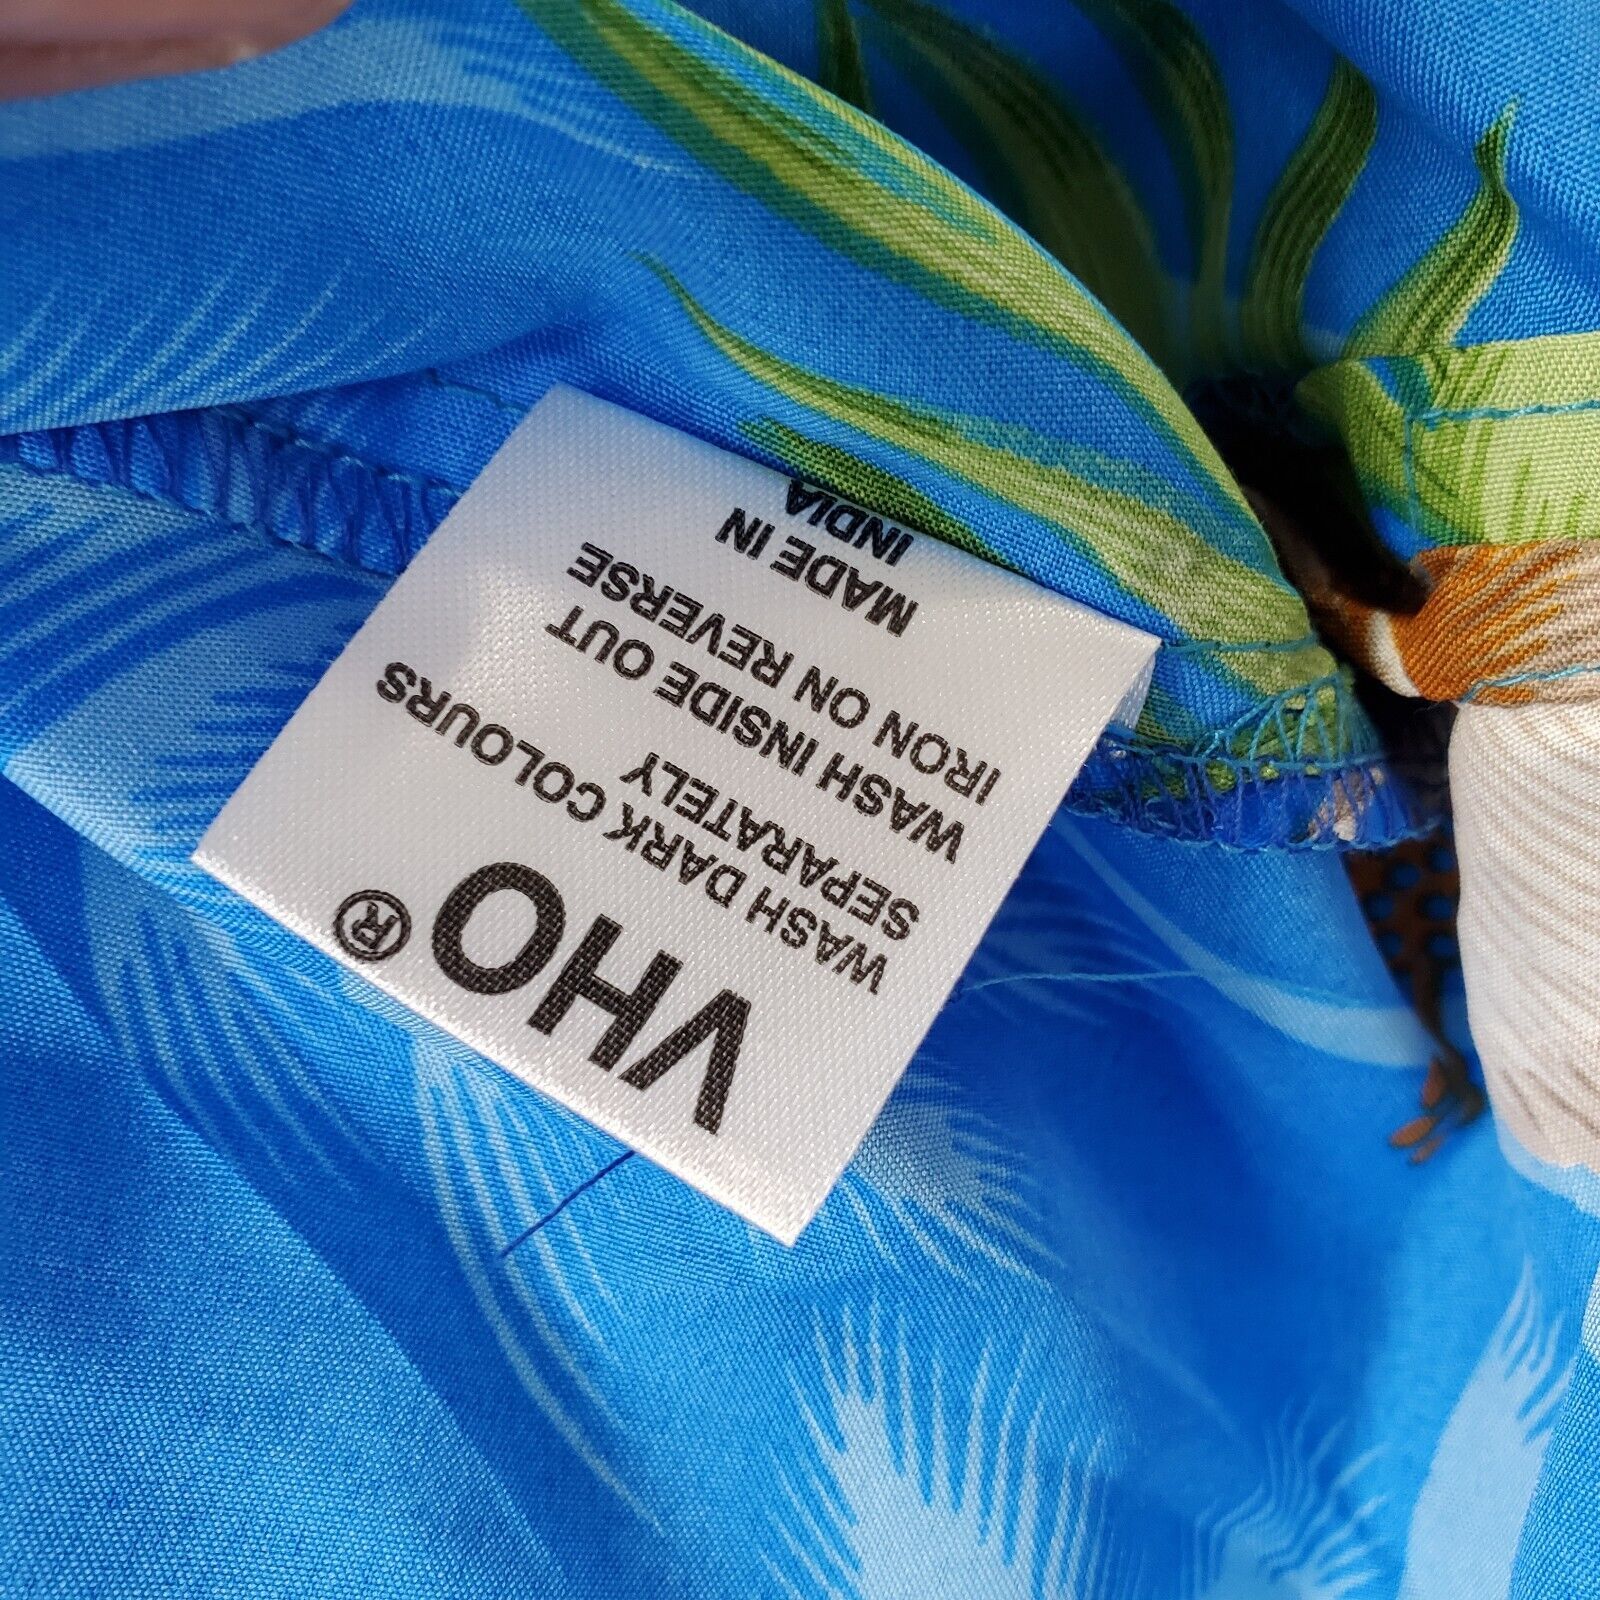 VHO®
WASH DARK COLOURS
SEPARATELY
WASH INSIDE OUT
IRON ON REVERSE
MADE IN
INDIA